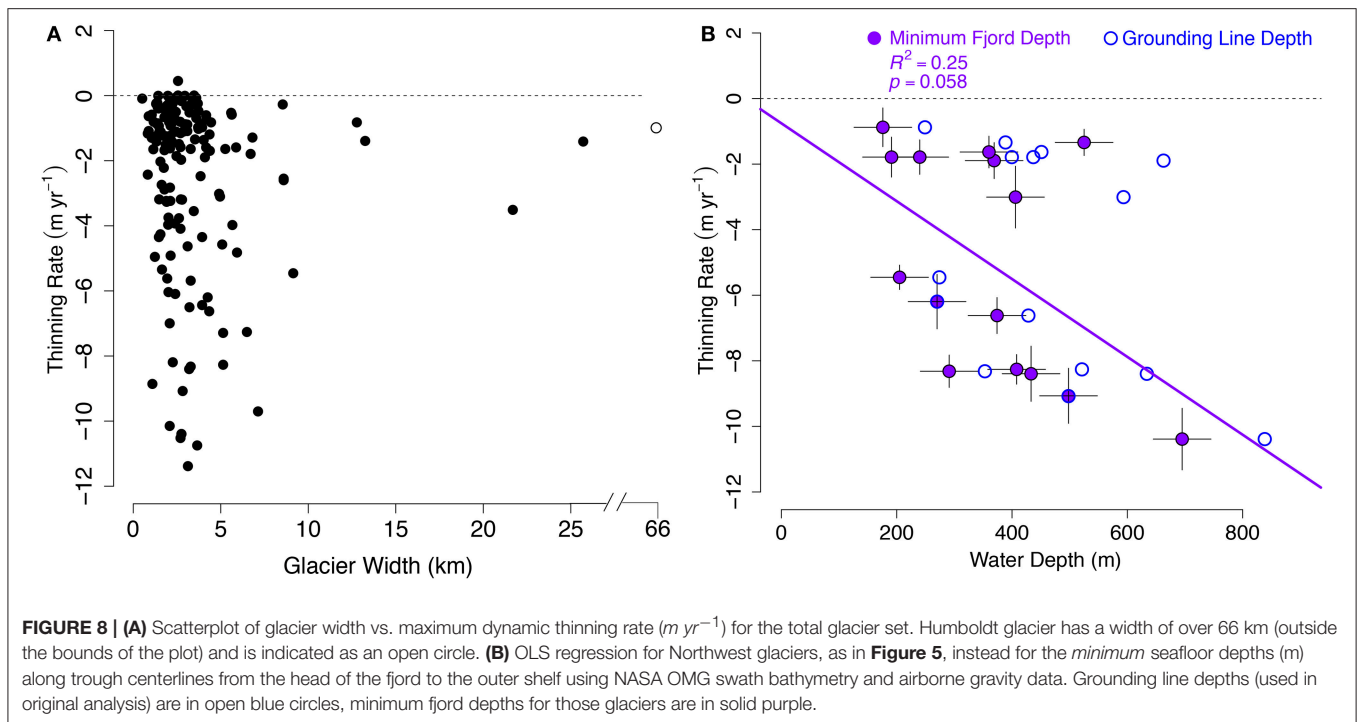 A
2
0
−2
−4
−6
−8
−10
−12
Thinning Rate (m yr⁻¹)
0 5 10 15 20 25 66
Glacier Width (km)
B
Minimum Fjord Depth Grounding Line Depth
R² = 0.25
p = 0.058
2
0
−2
−4
−6
−8
−10
−12
Thinning Rate (m yr⁻¹)
0 200 400 600 800
Water Depth (m)
FIGURE 8 | (A) Scatterplot of glacier width vs. maximum dynamic thinning rate (m yr⁻¹) for the total glacier set. Humboldt glacier has a width of over 66 km (outside
the bounds of the plot) and is indicated as an open circle. (B) OLS regression for Northwest glaciers, as in Figure 5, instead for the minimum seafloor depths (m)
along trough centerlines from the head of the fjord to the outer shelf using NASA OMG swath bathymetry and airborne gravity data. Grounding line depths (used in
original analysis) are in open blue circles, minimum fjord depths for those glaciers are in solid purple.